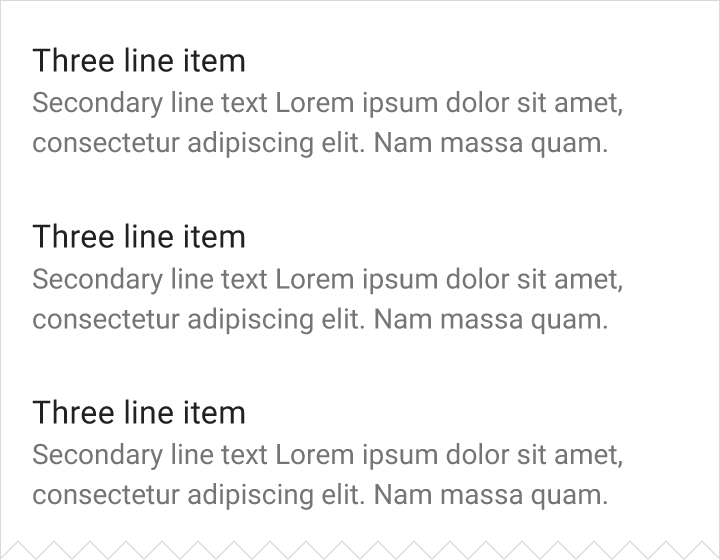 Three line item
Secondary line text Lorem ipsum dolor sit amet,
consectetur adipiscing elit. Nam massa quam.
Three line item
Secondary line text Lorem ipsum dolor sit amet,
consectetur adipiscing elit. Nam massa quam.
Three line item
Secondary line text Lorem ipsum dolor sit amet,
consectetur adipiscing elit. Nam massa quam.